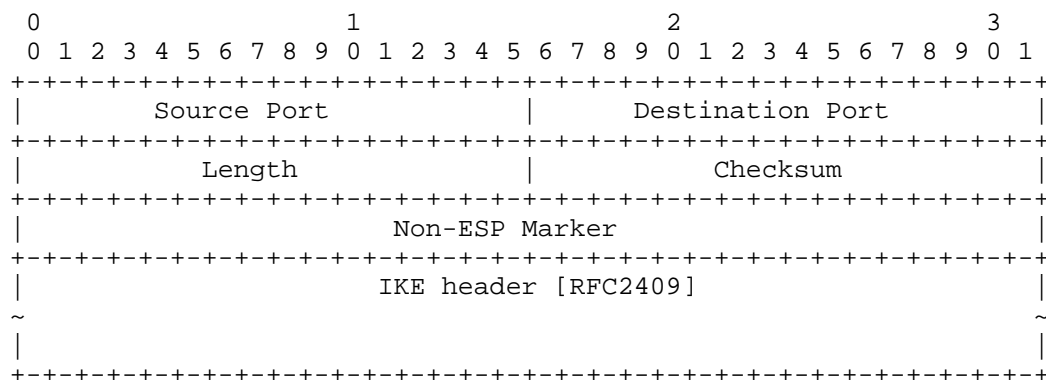 0                   1                   2                   3
 0 1 2 3 4 5 6 7 8 9 0 1 2 3 4 5 6 7 8 9 0 1 2 3 4 5 6 7 8 9 0 1
+-+-+-+-+-+-+-+-+-+-+-+-+-+-+-+-+-+-+-+-+-+-+-+-+-+-+-+-+-+-+-+-+
|        Source Port            |      Destination Port         |
+-+-+-+-+-+-+-+-+-+-+-+-+-+-+-+-+-+-+-+-+-+-+-+-+-+-+-+-+-+-+-+-+
|           Length              |           Checksum            |
+-+-+-+-+-+-+-+-+-+-+-+-+-+-+-+-+-+-+-+-+-+-+-+-+-+-+-+-+-+-+-+-+
|                       Non-ESP Marker                          |
+-+-+-+-+-+-+-+-+-+-+-+-+-+-+-+-+-+-+-+-+-+-+-+-+-+-+-+-+-+-+-+-+
|                      IKE header [RFC2409]                     |
~                                                               ~
|                                                               |
+-+-+-+-+-+-+-+-+-+-+-+-+-+-+-+-+-+-+-+-+-+-+-+-+-+-+-+-+-+-+-+-+